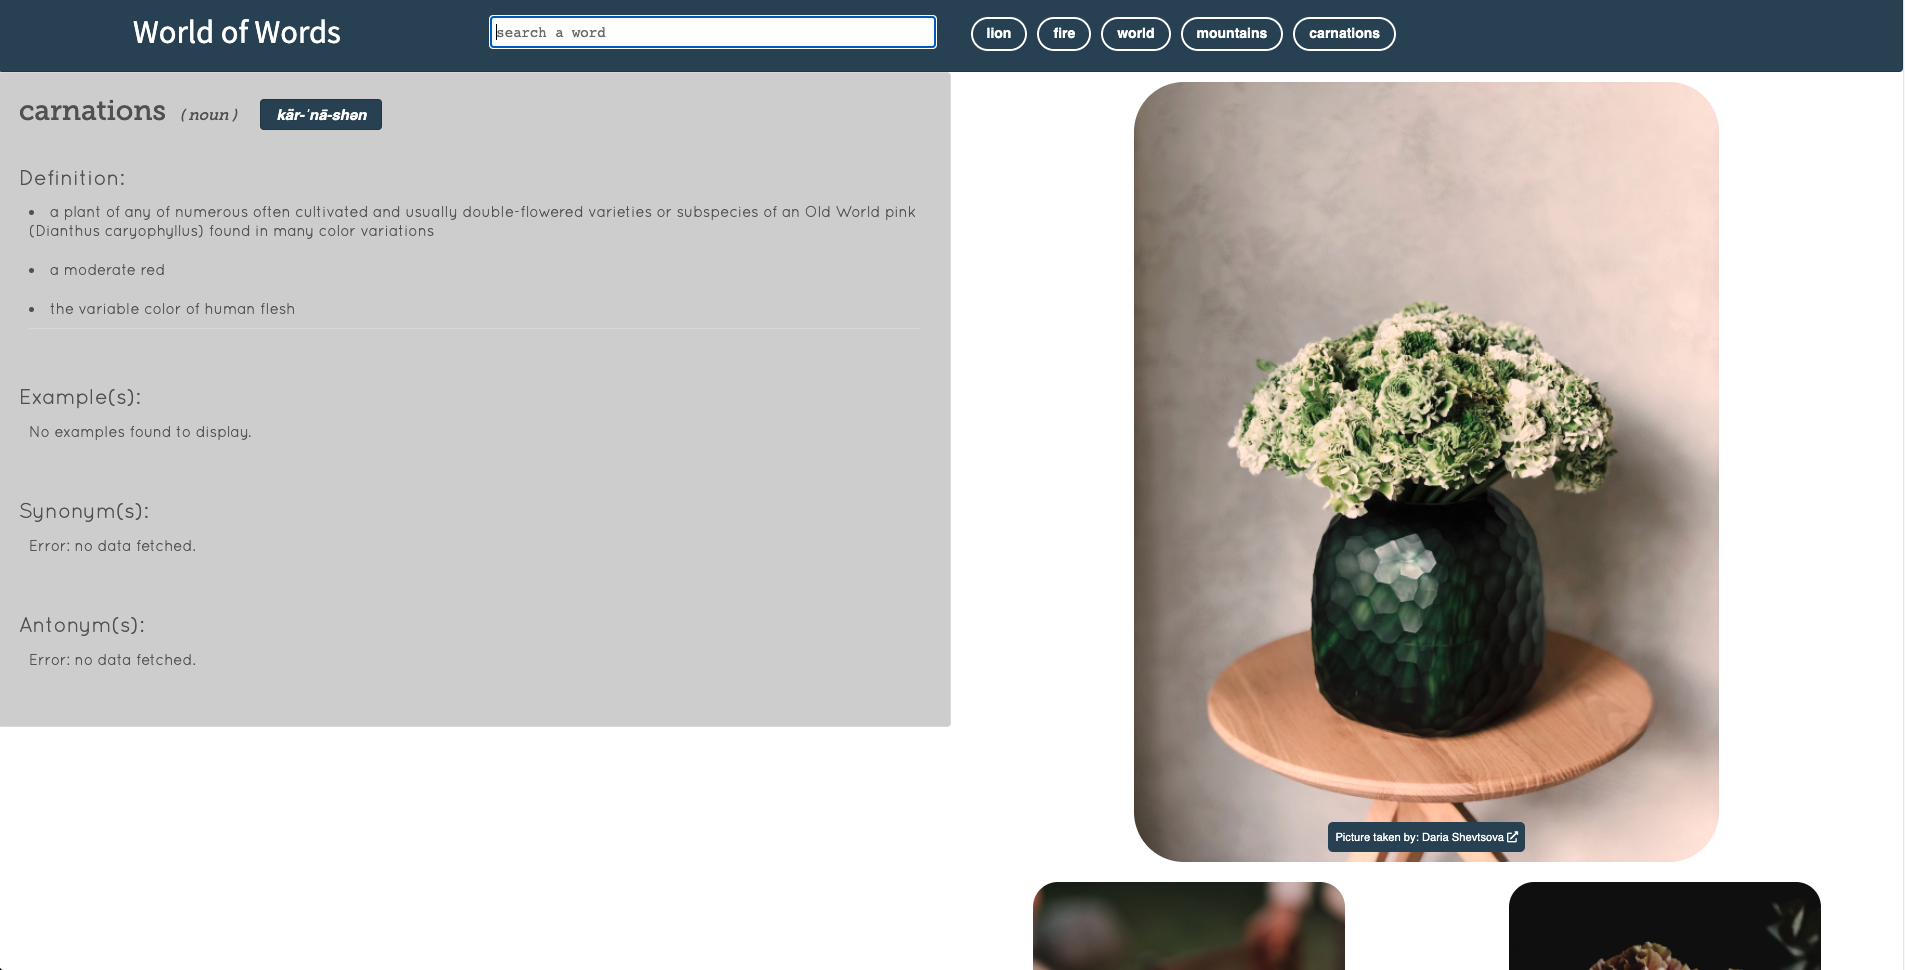 World of Words
search a word
lion
fire
world
mountains
carnations
carnations ( noun ) kär-ˈnā-shən
Definition:
• a plant of any of numerous often cultivated and usually double-flowered varieties or subspecies of an Old World pink
(Dianthus caryophyllus) found in many color variations
• a moderate red
• the variable color of human flesh
Example(s):
No examples found to display.
Synonym(s):
Error: no data fetched.
Antonym(s):
Error: no data fetched.
Picture taken by: Daria Shevtsova